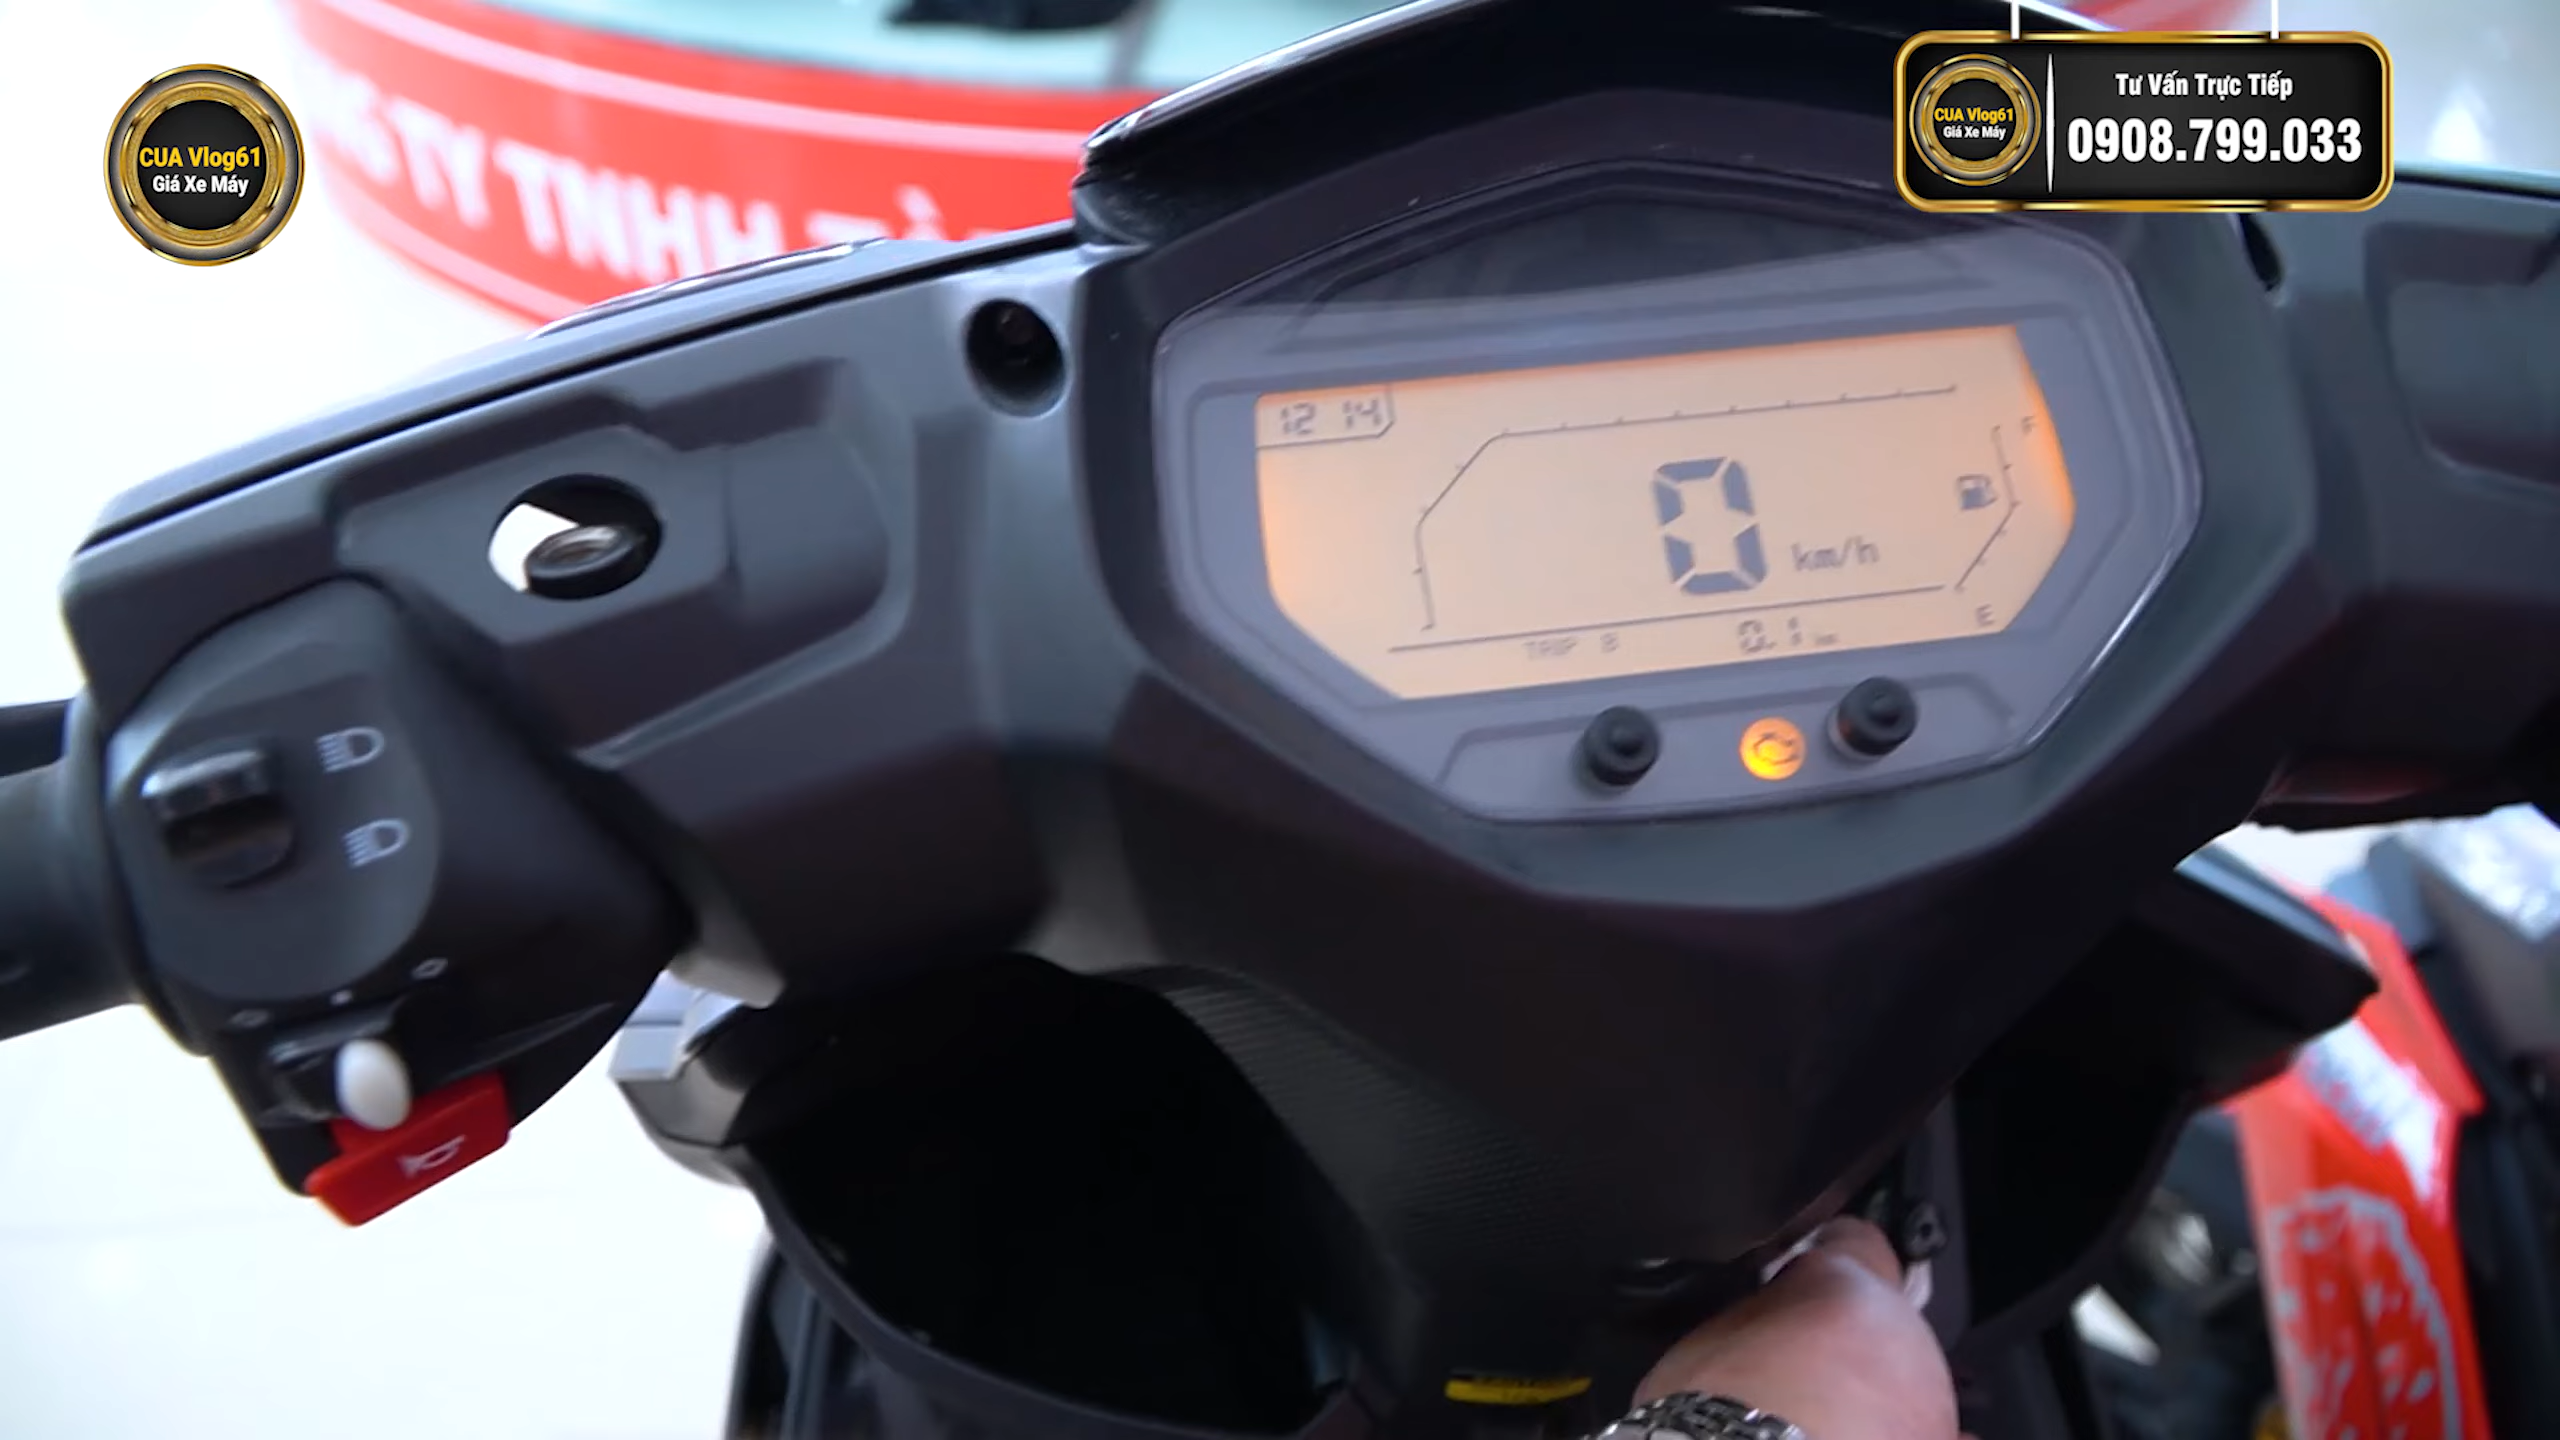 CUA Vlog61
Giá Xe Máy
CUA Vlog61
Giá Xe Máy
Tư Vấn Trực Tiếp
0908.799.033
TY TNHH
12 14
F
0 km/h
E
TRIP B 0.1 km